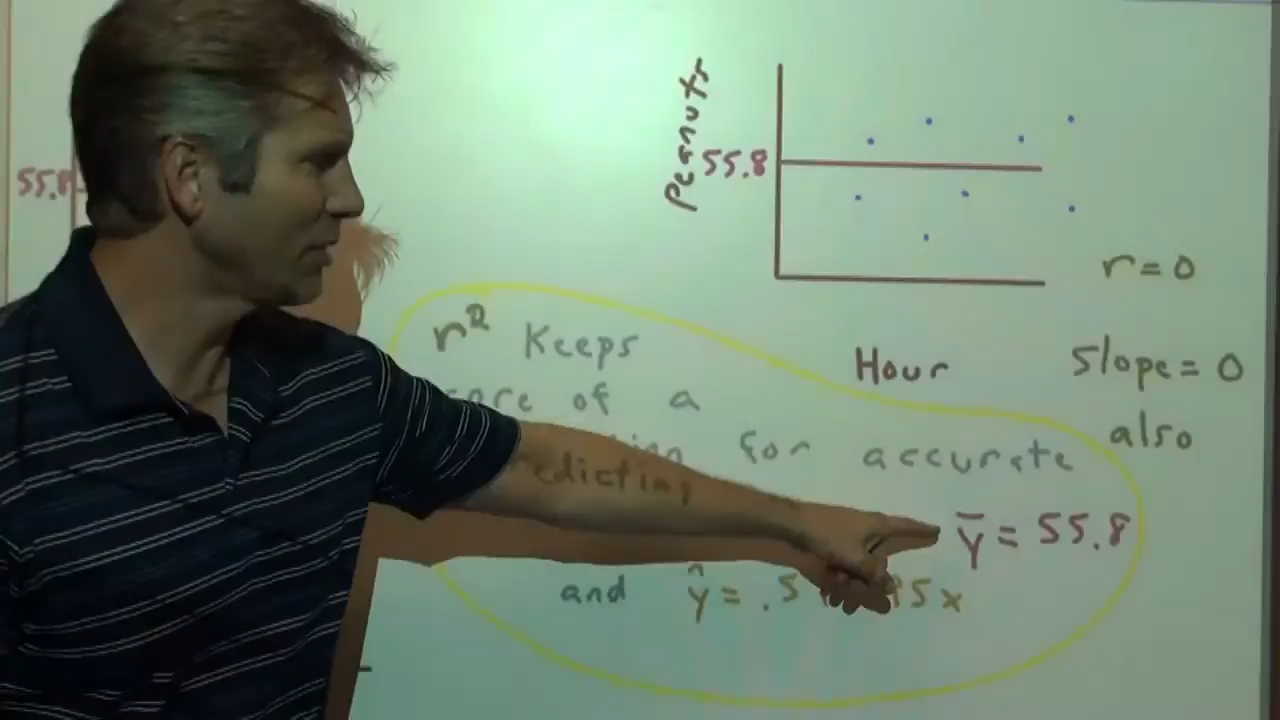 55.8
Peanuts
55.8
r = 0
Hour
slope = 0
also
r² Keeps
of a
for accurate
ȳ = 55.8
and ŷ = .5 5x